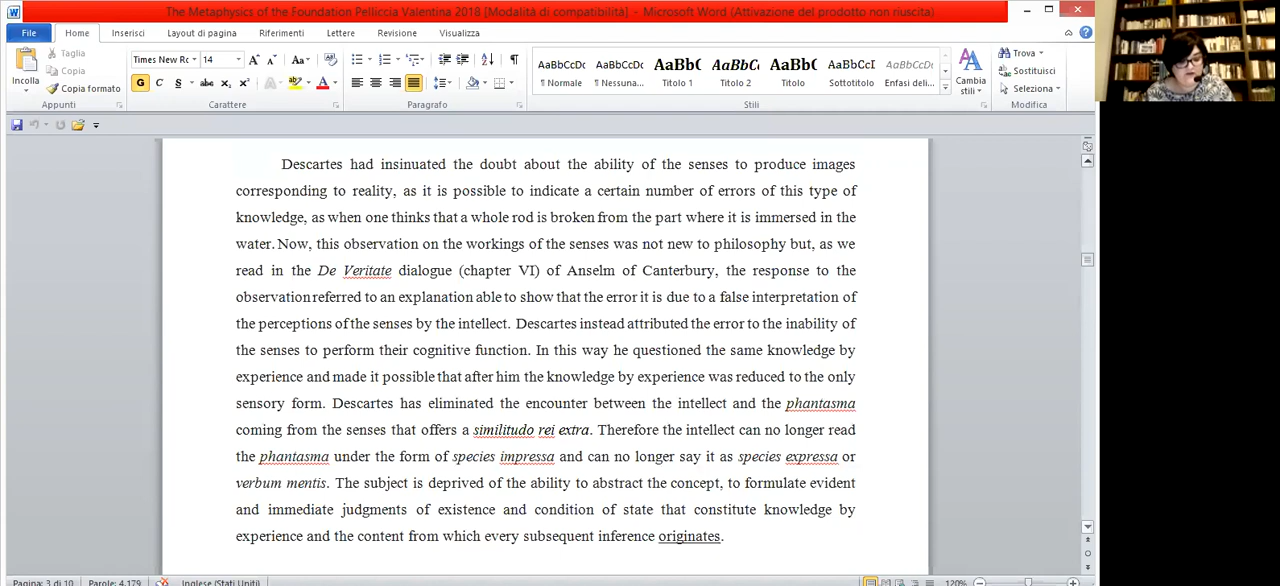 The Metaphysics of the Foundation Pelliccia Valentina 2018 [Modalità di compatibilità] - Microsoft Word (Attivazione del prodotto non riuscita)
File Home Inserisci Layout di pagina Riferimenti Lettere Revisione Visualizza
Incolla
Taglia
Copia
Copia formato
Appunti
Times New Ro 14
G C S abc x₂ x²
Carattere
Paragrafo
AaBbCcDc AaBbCcDc AaBbC AaBbCc AaBbC AaBbCcI AaBbCcDc
¶ Normale ¶ Nessuna... Titolo 1 Titolo 2 Titolo Sottotitolo Enfasi deli...
Stili
Cambia stili
Trova
Sostituisci
Seleziona
Modifica
Descartes had insinuated the doubt about the ability of the senses to produce images
corresponding to reality, as it is possible to indicate a certain number of errors of this type of
knowledge, as when one thinks that a whole rod is broken from the part where it is immersed in the
water. Now, this observation on the workings of the senses was not new to philosophy but, as we
read in the De Veritate dialogue (chapter VI) of Anselm of Canterbury, the response to the
observation referred to an explanation able to show that the error it is due to a false interpretation of
the perceptions of the senses by the intellect. Descartes instead attributed the error to the inability of
the senses to perform their cognitive function. In this way he questioned the same knowledge by
experience and made it possible that after him the knowledge by experience was reduced to the only
sensory form. Descartes has eliminated the encounter between the intellect and the phantasma
coming from the senses that offers a similitudo rei extra. Therefore the intellect can no longer read
the phantasma under the form of species impressa and can no longer say it as species expressa or
verbum mentis. The subject is deprived of the ability to abstract the concept, to formulate evident
and immediate judgments of existence and condition of state that constitute knowledge by
experience and the content from which every subsequent inference originates.
Pagina: 3 di 10 Parole: 4.179 Inglese (Stati Uniti) 120%